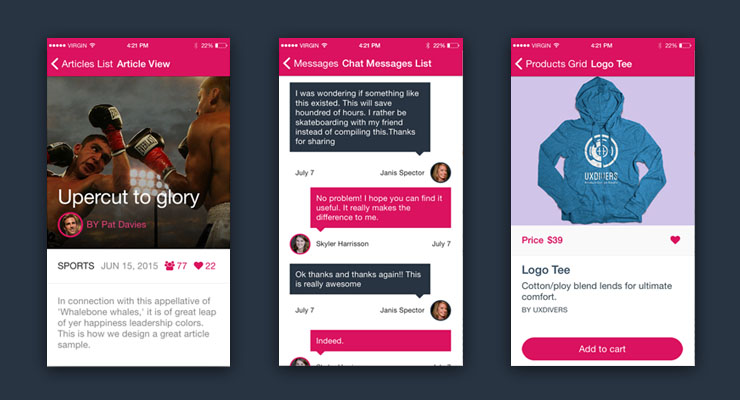 VIRGIN 4:21 PM 22%
Articles List Article View
Upercut to glory
BY Pat Davies
SPORTS JUN 15, 2015 77 22
In connection with this appellative of
'Whalebone whales,' it is of great leap
of yer happiness leadership colors.
This is how we design a great article
sample.
VIRGIN 4:21 PM 22%
Messages Chat Messages List
I was wondering if something like
this existed. This will save
houndred of hours. I rather be
skateboarding with my friend
instead of compiling this.Thanks
for sharing
July 7 Janis Spector
No problem! I hope you can find it
useful. It really makes the
difference to me.
Skyler Harrisson July 7
Ok thanks and thanks again!! This
is really awesome
July 7 Janis Spector
Indeed.
VIRGIN 4:21 PM 22%
Products Grid Logo Tee
UXDIVERS
Price $39
Logo Tee
Cotton/ploy blend lends for ultimate
comfort.
BY UXDIVERS
Add to cart